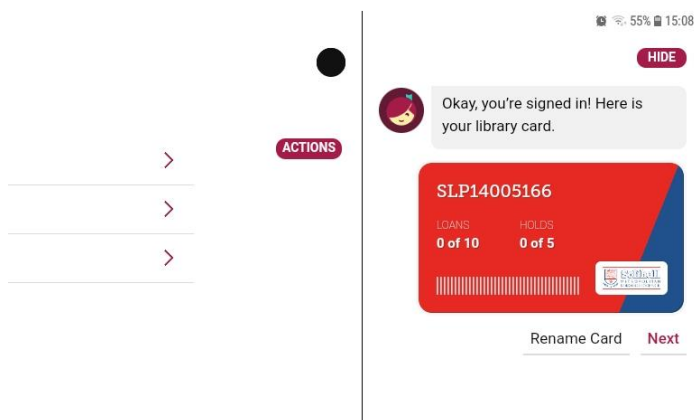 ACTIONS
55% 15:08
HIDE
Okay, you’re signed in! Here is
your library card.
SLP14005166
LOANS
HOLDS
0 of 10
0 of 5
Solihull
Rename Card
Next